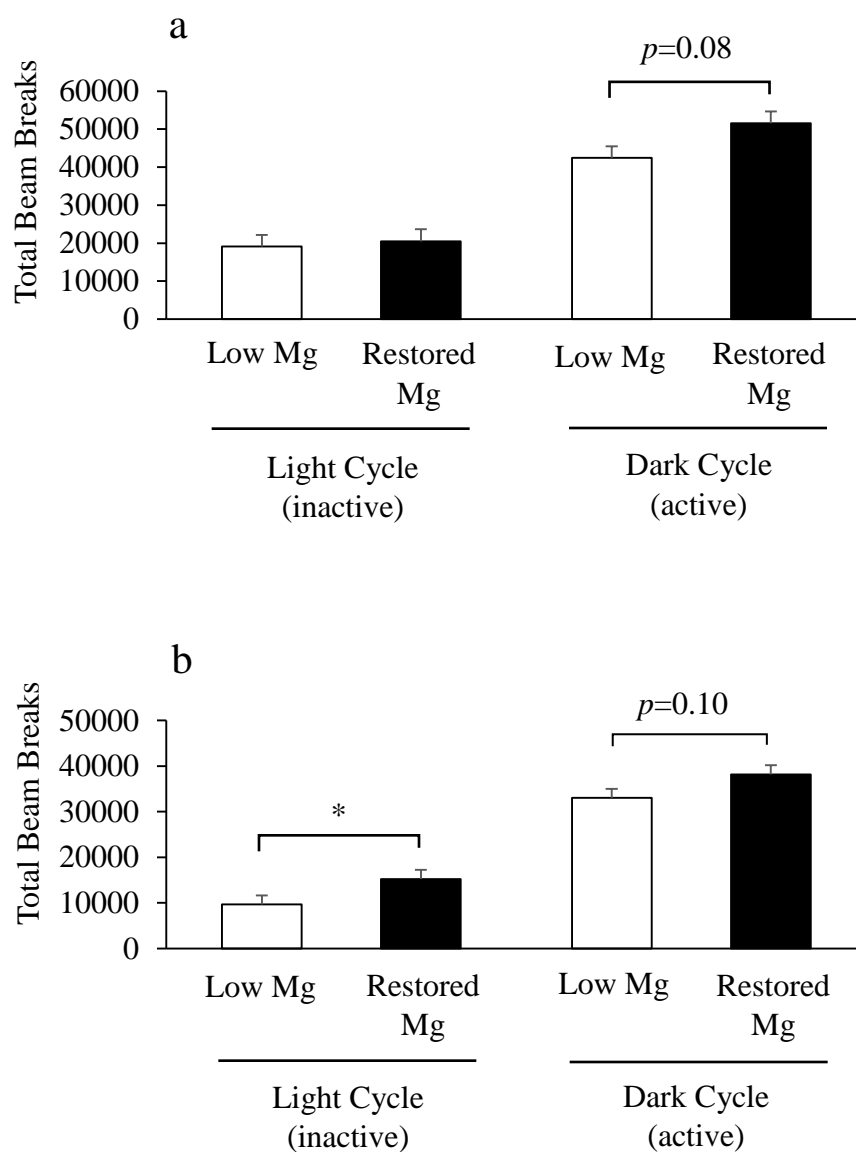 a
p=0.08
Total Beam Breaks
60000
50000
40000
30000
20000
10000
0
Low Mg
Restored
Mg
Low Mg
Restored
Mg
Light Cycle
(inactive)
Dark Cycle
(active)
b
p=0.10
*
Total Beam Breaks
50000
40000
30000
20000
10000
0
Low Mg
Restored
Mg
Low Mg
Restored
Mg
Light Cycle
(inactive)
Dark Cycle
(active)